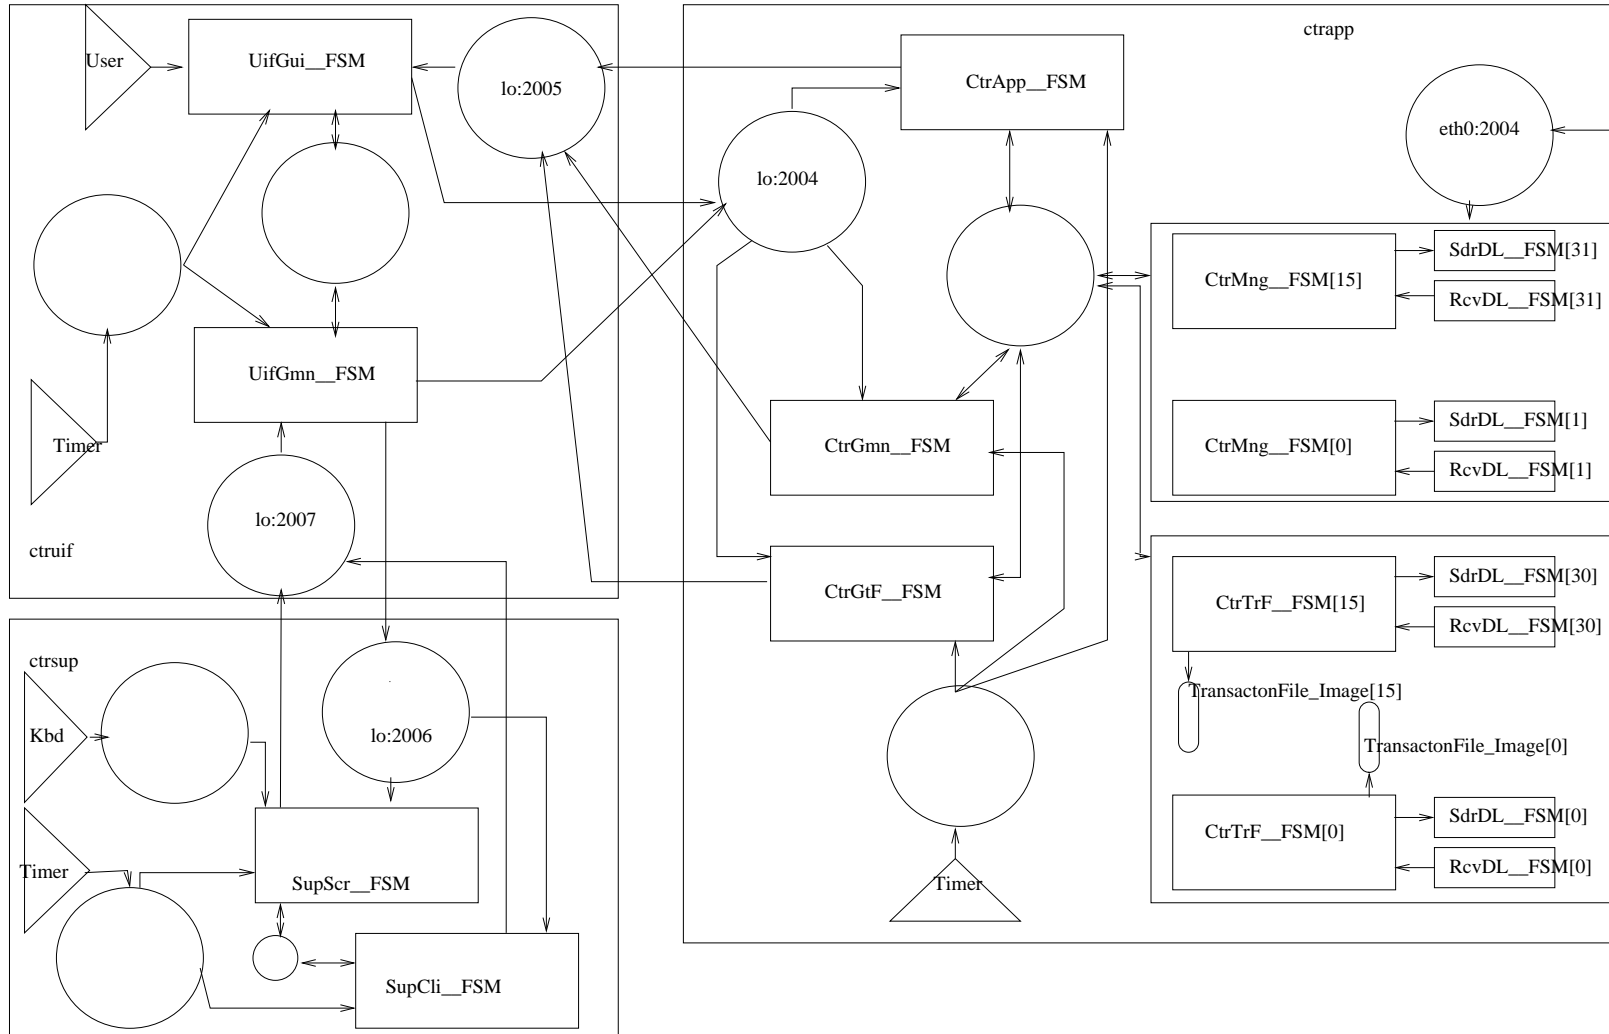 User
UifGui__FSM
lo:2005
UifGmn__FSM
Timer
lo:2007
ctruif
ctrsup
Kbd
lo:2006
Timer
SupScr__FSM
SupCli__FSM
ctrapp
CtrApp__FSM
eth0:2004
lo:2004
CtrGmn__FSM
CtrGtF__FSM
Timer
CtrMng__FSM[15]
SdrDL__FSM[31]
RcvDL__FSM[31]
CtrMng__FSM[0]
SdrDL__FSM[1]
RcvDL__FSM[1]
CtrTrF__FSM[15]
SdrDL__FSM[30]
RcvDL__FSM[30]
TransactonFile_Image[15]
TransactonFile_Image[0]
CtrTrF__FSM[0]
SdrDL__FSM[0]
RcvDL__FSM[0]